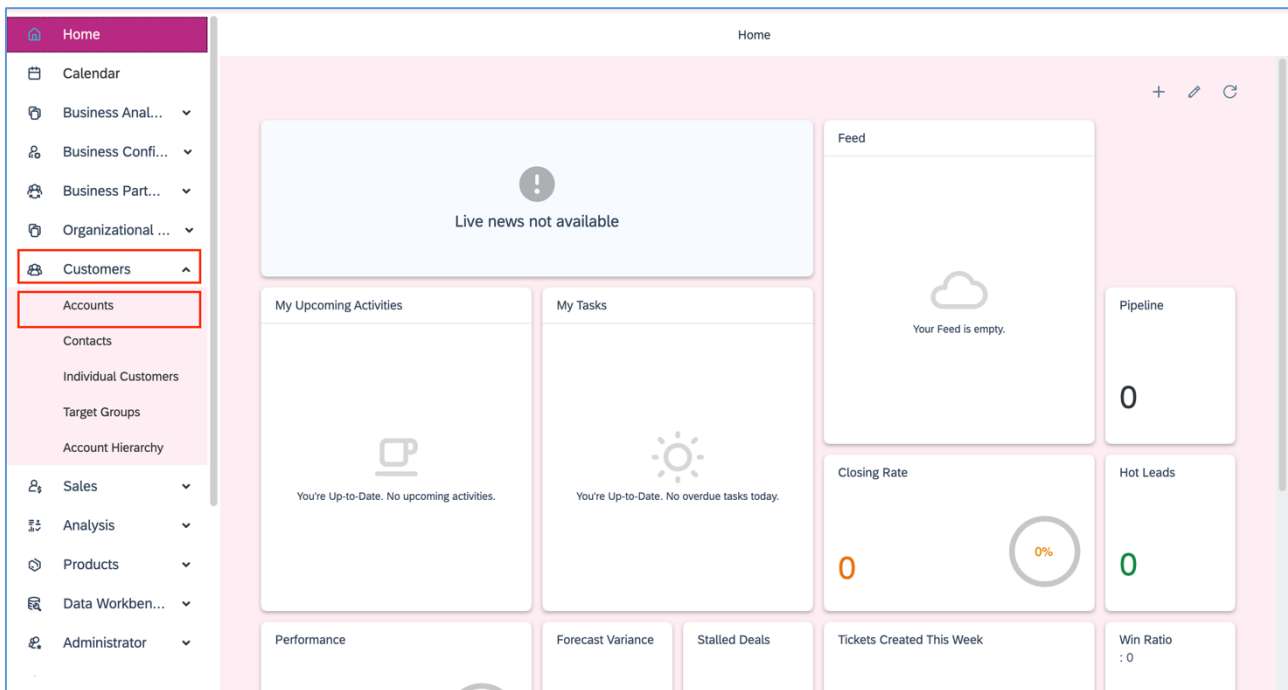 Home
Calendar
Business Anal...
Business Confi...
Business Part...
Organizational ...
Customers
Accounts
Contacts
Individual Customers
Target Groups
Account Hierarchy
Sales
Analysis
Products
Data Workben...
Administrator
Home
Live news not available
Feed
Your Feed is empty.
My Upcoming Activities
You're Up-to-Date. No upcoming activities.
My Tasks
You're Up-to-Date. No overdue tasks today.
Pipeline
0
Closing Rate
0
0%
Hot Leads
0
Performance
Forecast Variance
Stalled Deals
Tickets Created This Week
Win Ratio
: 0